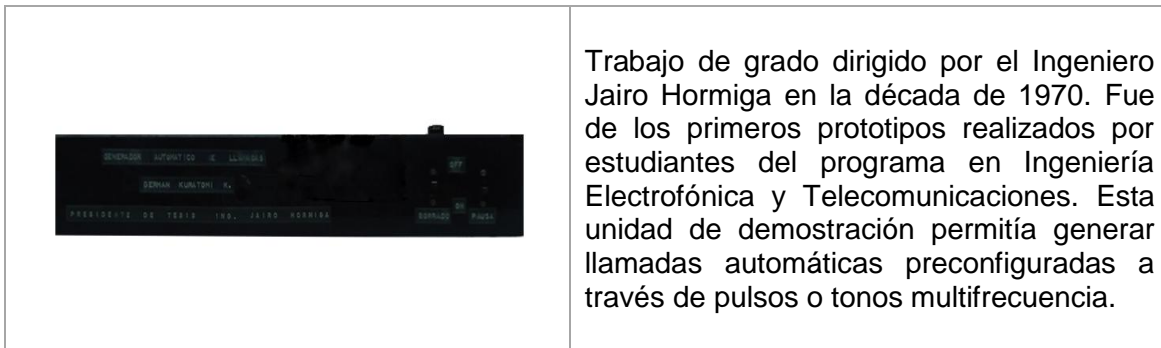 GENERADOR AUTOMATICO DE LLAMADAS
GERMAN KURATOMI K.
PRESIDENTE DE TESIS ING. JAIRO HORMIGA
OFF
ON
BORRADO PAUSA
Trabajo de grado dirigido por el Ingeniero
Jairo Hormiga en la década de 1970. Fue
de los primeros prototipos realizados por
estudiantes del programa en Ingeniería
Electrofónica y Telecomunicaciones. Esta
unidad de demostración permitía generar
llamadas automáticas preconfiguradas a
través de pulsos o tonos multifrecuencia.